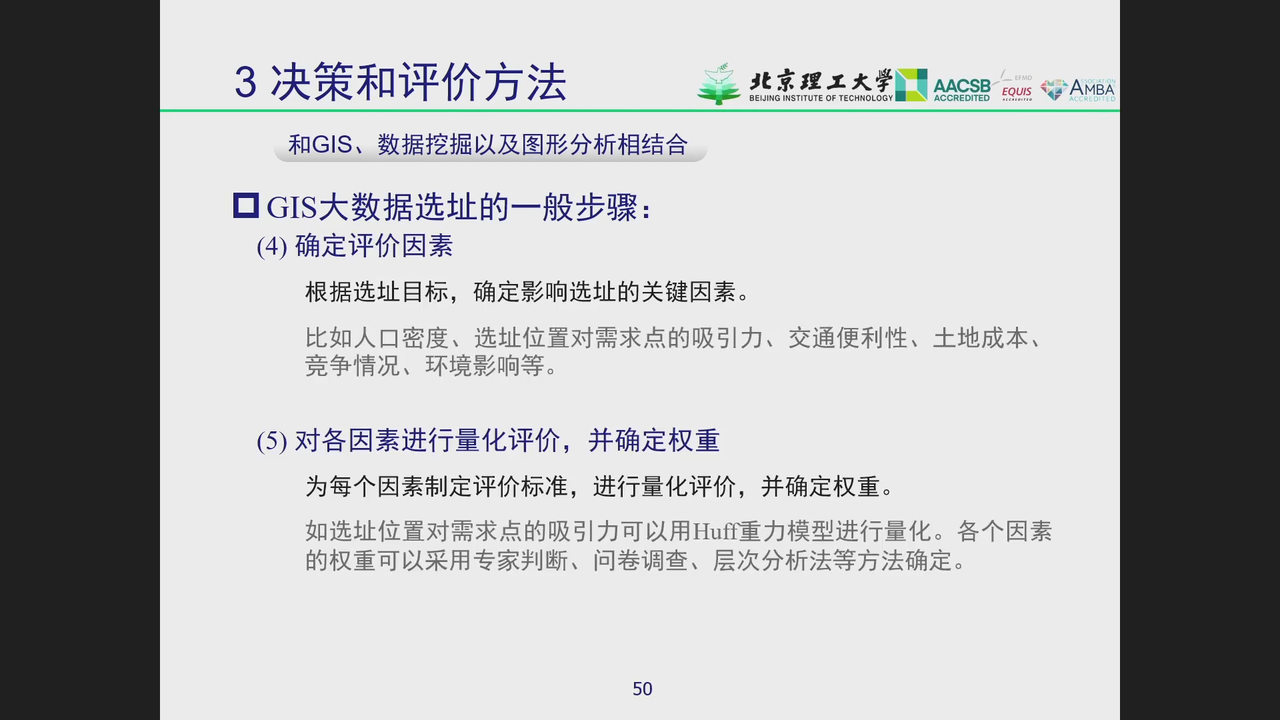 3 决策和评价方法
北京理工大学
BEIJING INSTITUTE OF TECHNOLOGY
AACSB
ACCREDITED
EFMD
EQUIS
ACCREDITED
ASSOCIATION
AMBA
ACCREDITED
和GIS、数据挖掘以及图形分析相结合
GIS大数据选址的一般步骤：
(4) 确定评价因素
根据选址目标，确定影响选址的关键因素。
比如人口密度、选址位置对需求点的吸引力、交通便利性、土地成本、
竞争情况、环境影响等。
(5) 对各因素进行量化评价，并确定权重
为每个因素制定评价标准，进行量化评价，并确定权重。
如选址位置对需求点的吸引力可以用Huff重力模型进行量化。各个因素
的权重可以采用专家判断、问卷调查、层次分析法等方法确定。
50